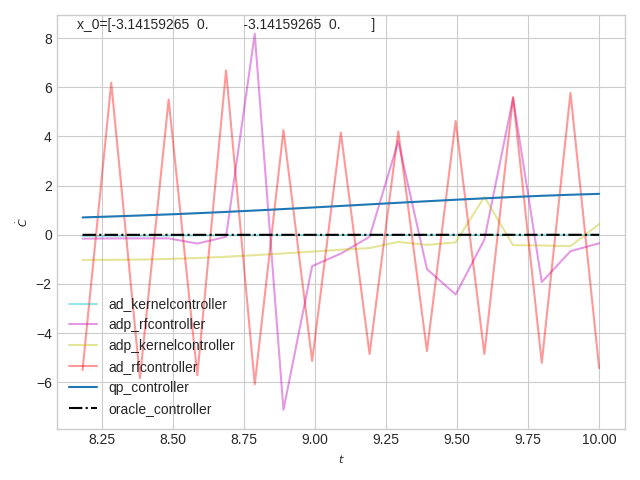 x_0=[-3.14159265 0. -3.14159265 0. ]
8
6
4
2
0
−2
−4
−6
Ċ
ad_kernelcontroller
adp_rfcontroller
adp_kernelcontroller
ad_rfcontroller
qp_controller
oracle_controller
8.25 8.50 8.75 9.00 9.25 9.50 9.75 10.00
t